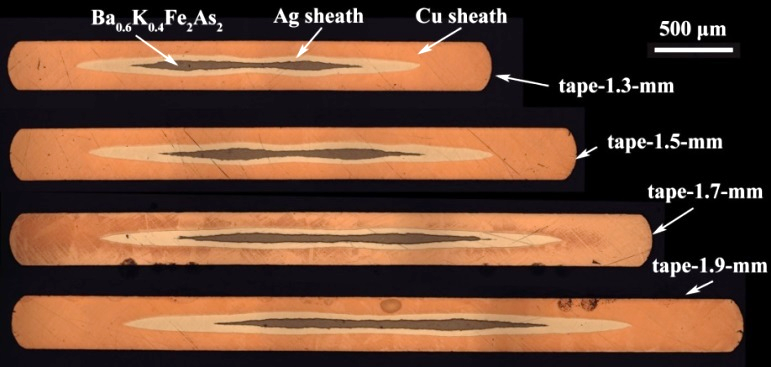 Ba₀.₆K₀.₄Fe₂As₂
Ag sheath
Cu sheath
500 μm
tape-1.3-mm
tape-1.5-mm
tape-1.7-mm
tape-1.9-mm